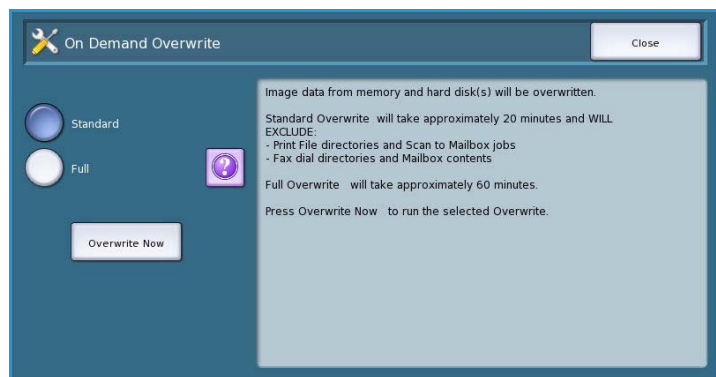 On Demand Overwrite
Close
Standard
Full
?
Overwrite Now
Image data from memory and hard disk(s) will be overwritten.
Standard Overwrite will take approximately 20 minutes and WILL
EXCLUDE:
- Print File directories and Scan to Mailbox jobs
- Fax dial directories and Mailbox contents
Full Overwrite will take approximately 60 minutes.
Press Overwrite Now to run the selected Overwrite.